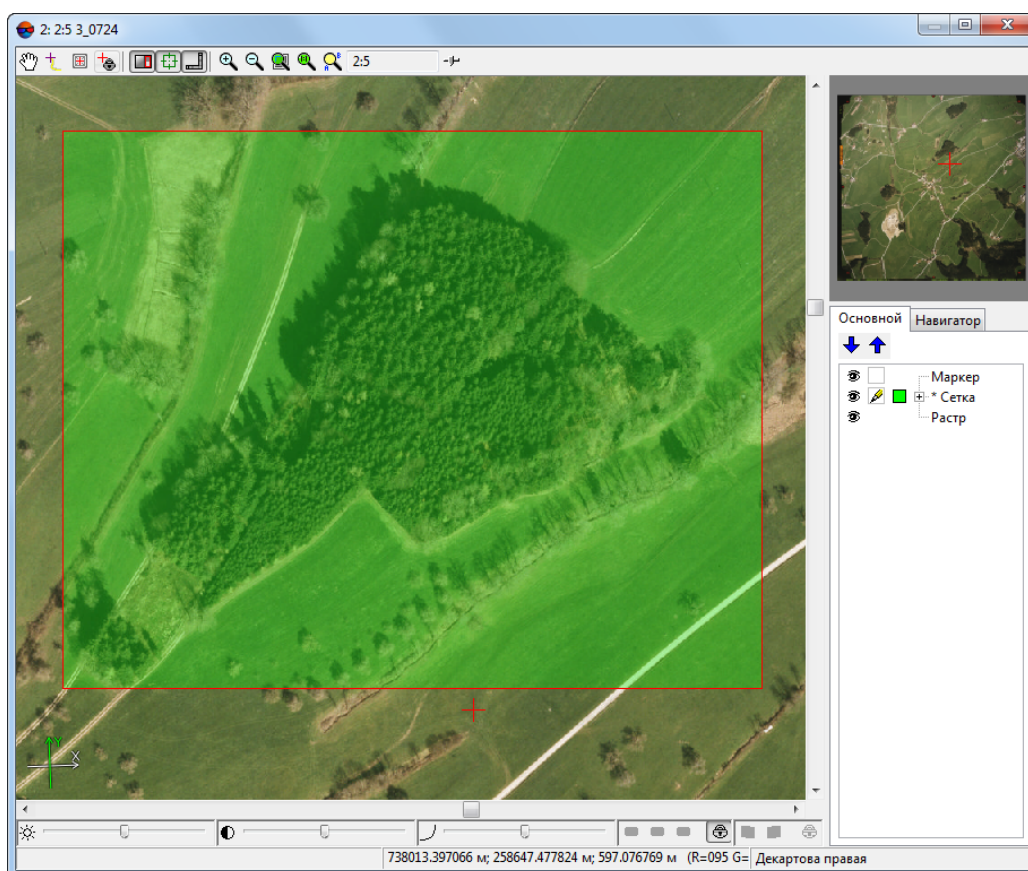 2: 2:5 3_0724
2:5
Основной Навигатор
Маркер
* Сетка
Растр
Y
X
738013.397066 м; 258647.477824 м; 597.076769 м (R=095 G= Декартова правая